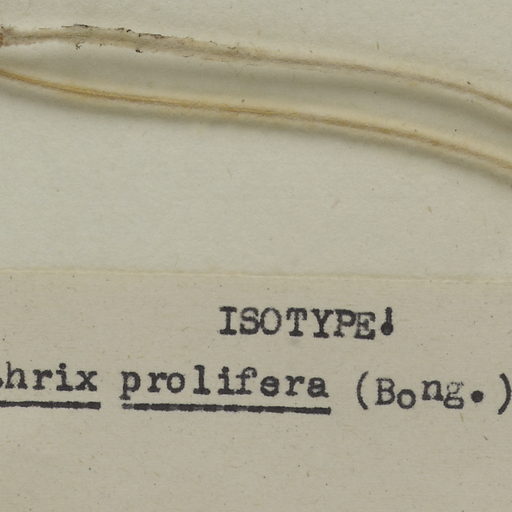 ISOTYPE!
hrix prolifera (Bong.)